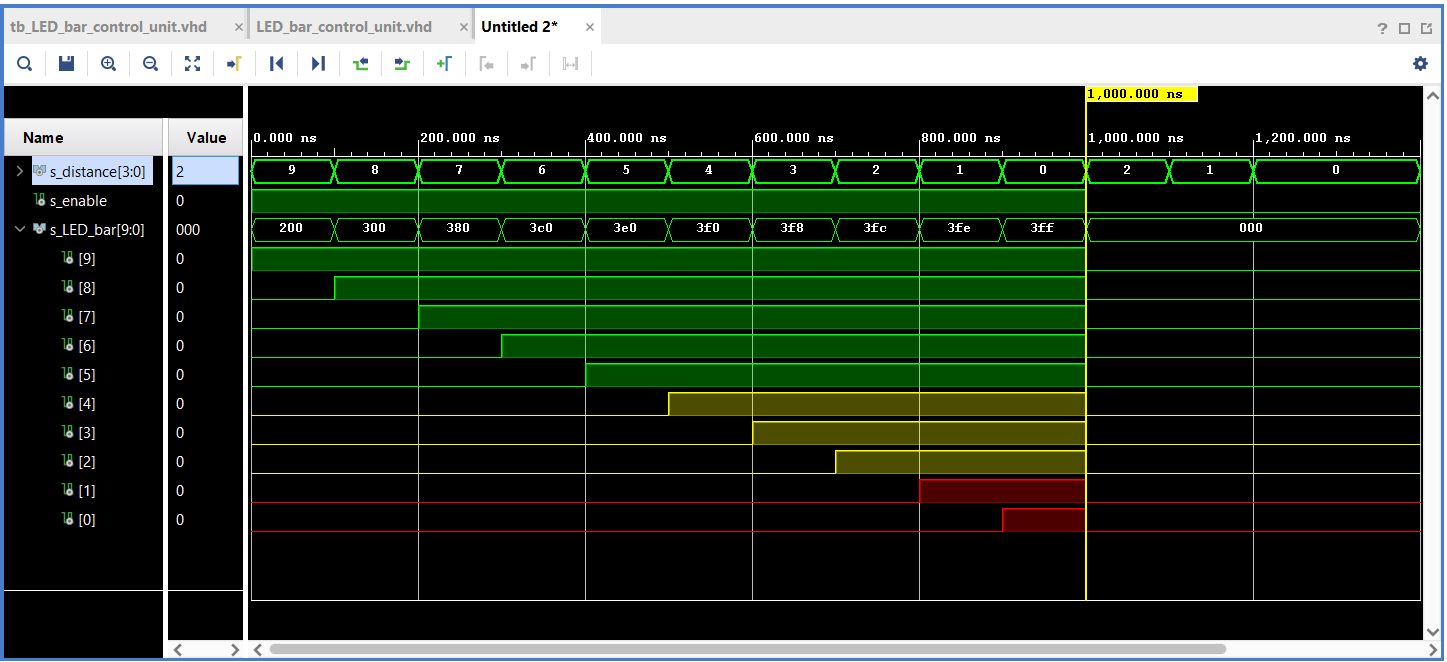 tb_LED_bar_control_unit.vhd × LED_bar_control_unit.vhd × Untitled 2* × ?
1,000.000 ns
Name Value 0.000 ns 200.000 ns 400.000 ns 600.000 ns 800.000 ns 1,000.000 ns 1,200.000 ns
s_distance[3:0] 2 9 8 7 6 5 4 3 2 1 0 2 1 0
s_enable 0
s_LED_bar[9:0] 000 200 300 380 3c0 3e0 3f0 3f8 3fc 3fe 3ff 000
[9] 0
[8] 0
[7] 0
[6] 0
[5] 0
[4] 0
[3] 0
[2] 0
[1] 0
[0] 0